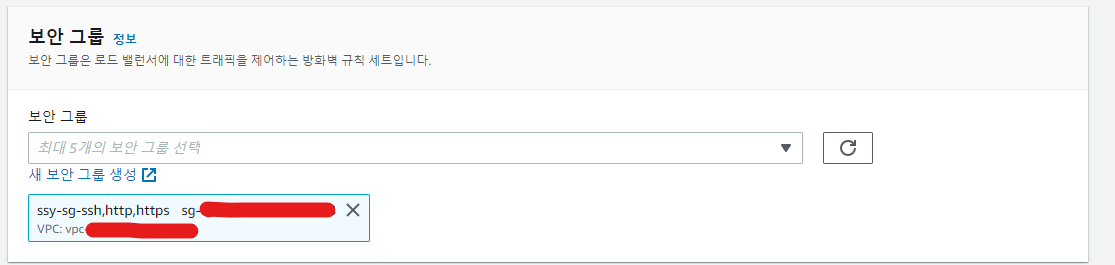 보안 그룹 정보
보안 그룹은 로드 밸런서에 대한 트래픽을 제어하는 방화벽 규칙 세트입니다.
보안 그룹
최대 5개의 보안 그룹 선택
새 보안 그룹 생성
ssy-sg-ssh,http,https sg-
VPC: vpc-